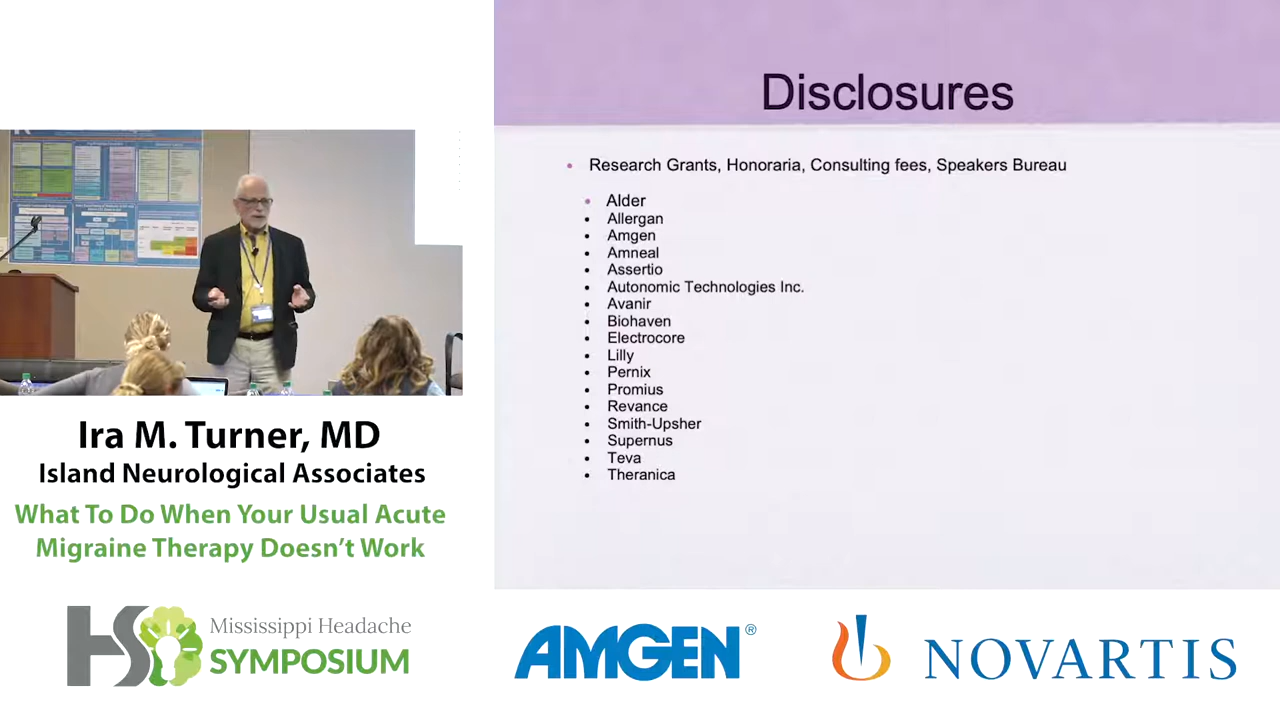 Disclosures
Research Grants, Honoraria, Consulting fees, Speakers Bureau
Alder
Allergan
Amgen
Amneal
Assertio
Autonomic Technologies Inc.
Avanir
Biohaven
Electrocore
Lilly
Pernix
Promius
Revance
Smith-Upsher
Supernus
Teva
Theranica
Ira M. Turner, MD
Island Neurological Associates
What To Do When Your Usual Acute
Migraine Therapy Doesn’t Work
HS
Mississippi Headache
SYMPOSIUM
AMGEN®
NOVARTIS